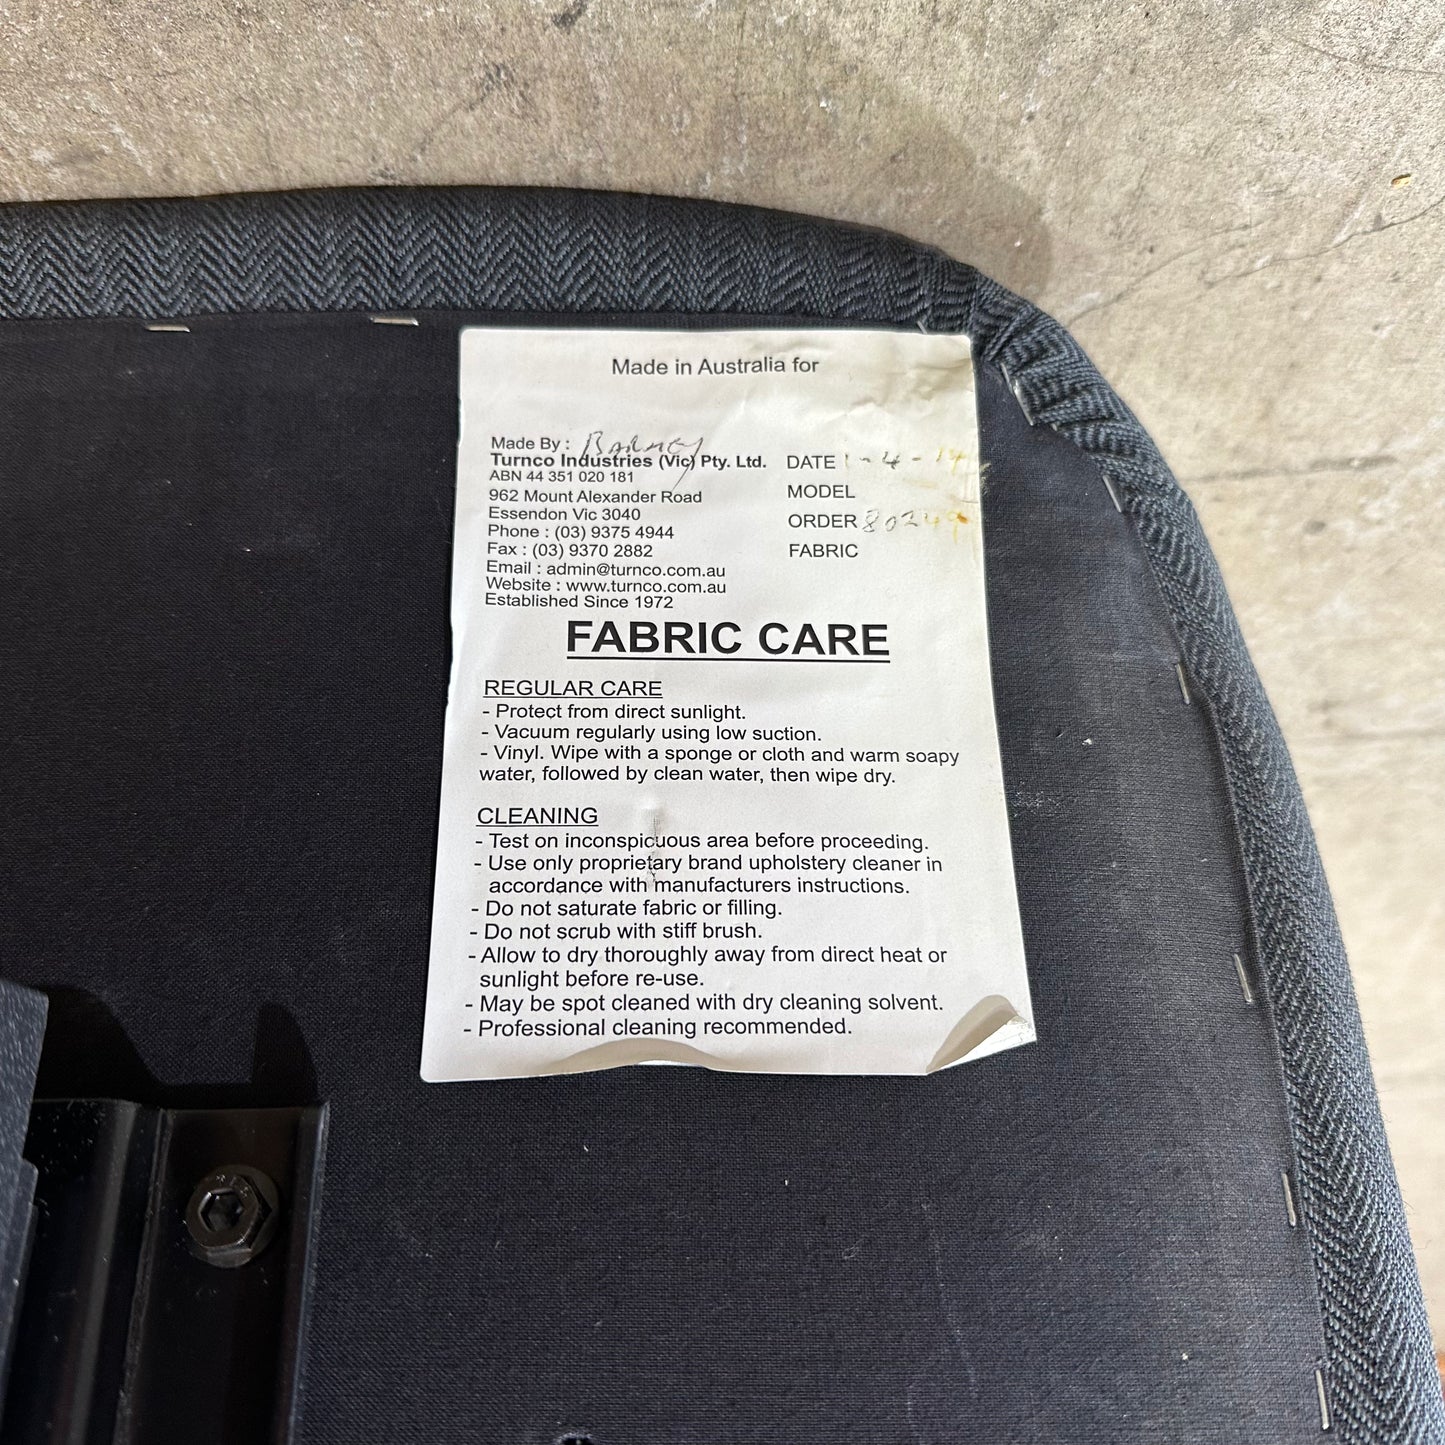 Made in Australia for
Made By : BARNEY
Turnco Industries (Vic) Pty. Ltd.
ABN 44 351 020 181
962 Mount Alexander Road
Essendon Vic 3040
Phone : (03) 9375 4944
Fax : (03) 9370 2882
Email : admin@turnco.com.au
Website : www.turnco.com.au
Established Since 1972
DATE
MODEL
ORDER 80249
FABRIC
FABRIC CARE
REGULAR CARE
- Protect from direct sunlight.
- Vacuum regularly using low suction.
- Vinyl. Wipe with a sponge or cloth and warm soapy
water, followed by clean water, then wipe dry.
CLEANING
- Test on inconspicuous area before proceeding.
- Use only proprietary brand upholstery cleaner in
accordance with manufacturers instructions.
- Do not saturate fabric or filling.
- Do not scrub with stiff brush.
- Allow to dry thoroughly away from direct heat or
sunlight before re-use.
- May be spot cleaned with dry cleaning solvent.
- Professional cleaning recommended.